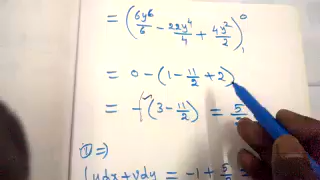 = (6y⁶/6 − 22y⁴/4 + 4y²/2)₁⁰
= 0 − (1 − 11/2 + 2)
= − (3 − 11/2) = 5/
⇒)
∫udx + vdy = −1 + 5/